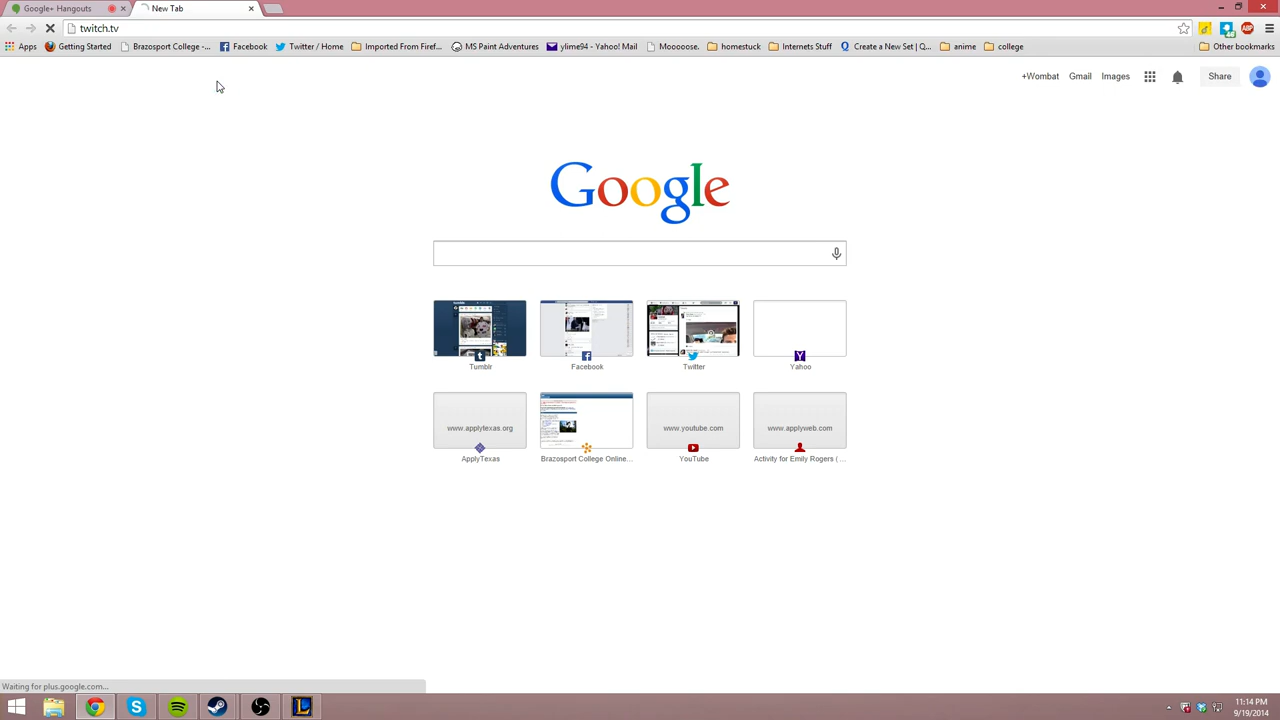 Google+ Hangouts New Tab
twitch.tv
Apps Getting Started Brazosport College -... Facebook Twitter / Home Imported From Firef... MS Paint Adventures ylime94 - Yahoo! Mail Mooooose. homestuck Internets Stuff Create a New Set | Q... anime college Other bookmarks
+Wombat Gmail Images Share
Google
Tumblr Facebook Twitter Yahoo
www.applytexas.org www.youtube.com www.applyweb.com
ApplyTexas Brazosport College Online... YouTube Activity for Emily Rogers ( ...
Waiting for plus.google.com...
11:14 PM
9/19/2014